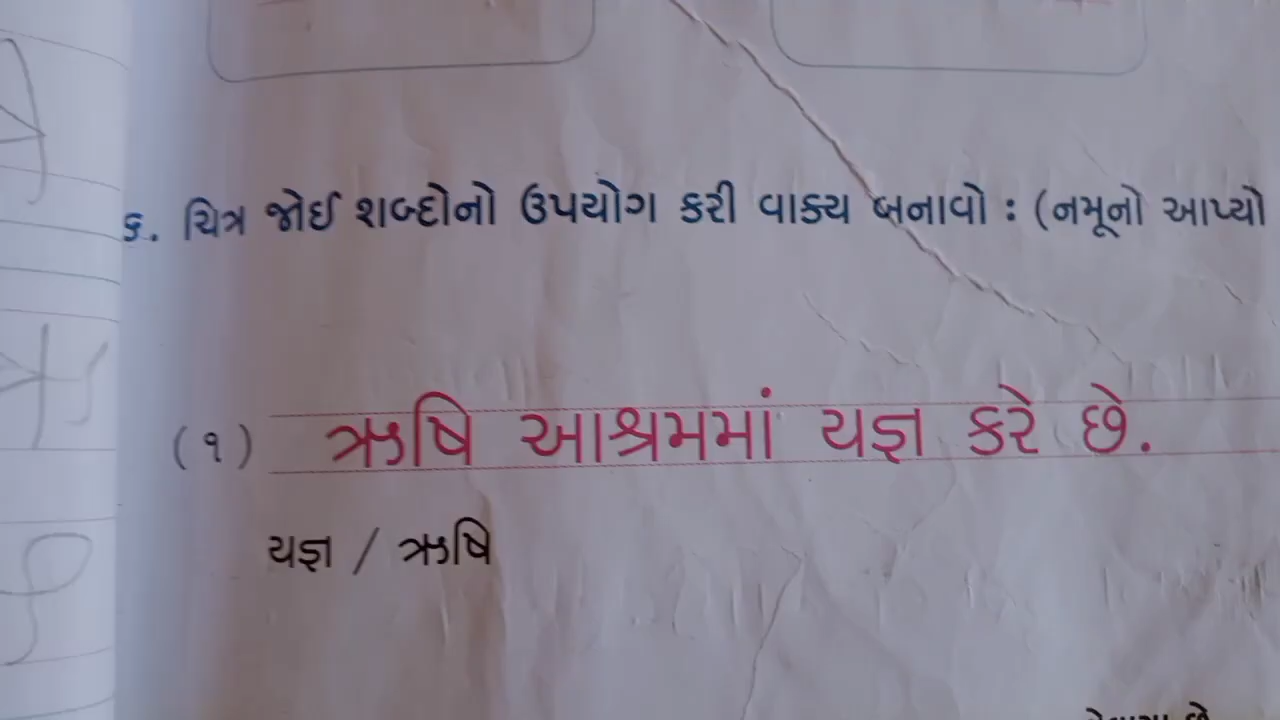 ૬. ચિત્ર જોઈ શબ્દોનો ઉપયોગ કરી વાક્ય બનાવો : (નમૂનો આપ્યો
(૧) ઋષિ આશ્રમમાં યજ્ઞ કરે છે.
યજ્ઞ / ઋષિ